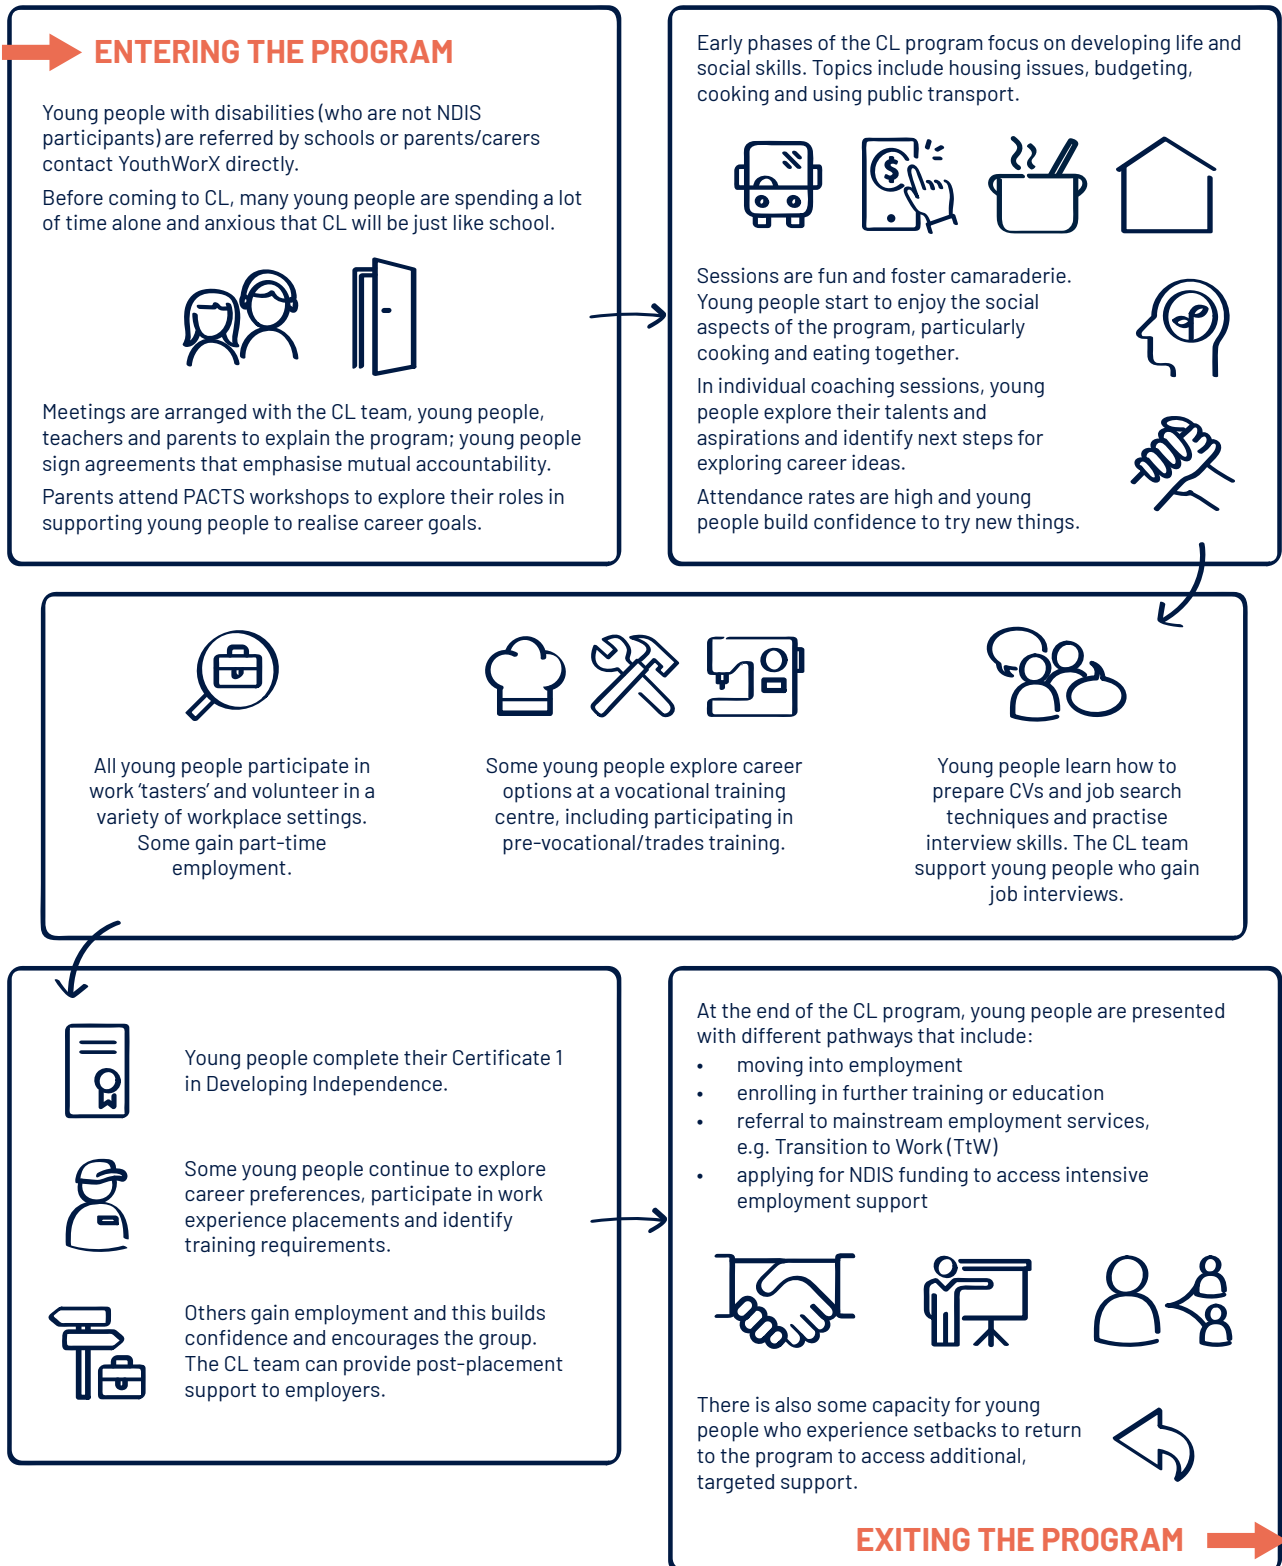 ENTERING THE PROGRAM
Young people with disabilities (who are not NDIS
participants) are referred by schools or parents/carers
contact YouthWorX directly.
Before coming to CL, many young people are spending a lot
of time alone and anxious that CL will be just like school.
Meetings are arranged with the CL team, young people,
teachers and parents to explain the program; young people
sign agreements that emphasise mutual accountability.
Parents attend PACTS workshops to explore their roles in
supporting young people to realise career goals.
Early phases of the CL program focus on developing life and
social skills. Topics include housing issues, budgeting,
cooking and using public transport.
$
Sessions are fun and foster camaraderie.
Young people start to enjoy the social
aspects of the program, particularly
cooking and eating together.
In individual coaching sessions, young
people explore their talents and
aspirations and identify next steps for
exploring career ideas.
Attendance rates are high and young
people build confidence to try new things.
All young people participate in
work ‘tasters’ and volunteer in a
variety of workplace settings.
Some gain part-time
employment.
Some young people explore career
options at a vocational training
centre, including participating in
pre-vocational/trades training.
Young people learn how to
prepare CVs and job search
techniques and practise
interview skills. The CL team
support young people who gain
job interviews.
Young people complete their Certificate 1
in Developing Independence.
Some young people continue to explore
career preferences, participate in work
experience placements and identify
training requirements.
Others gain employment and this builds
confidence and encourages the group.
The CL team can provide post-placement
support to employers.
At the end of the CL program, young people are presented
with different pathways that include:
• moving into employment
• enrolling in further training or education
• referral to mainstream employment services,
e.g. Transition to Work (TtW)
• applying for NDIS funding to access intensive
employment support
There is also some capacity for young
people who experience setbacks to return
to the program to access additional,
targeted support.
EXITING THE PROGRAM